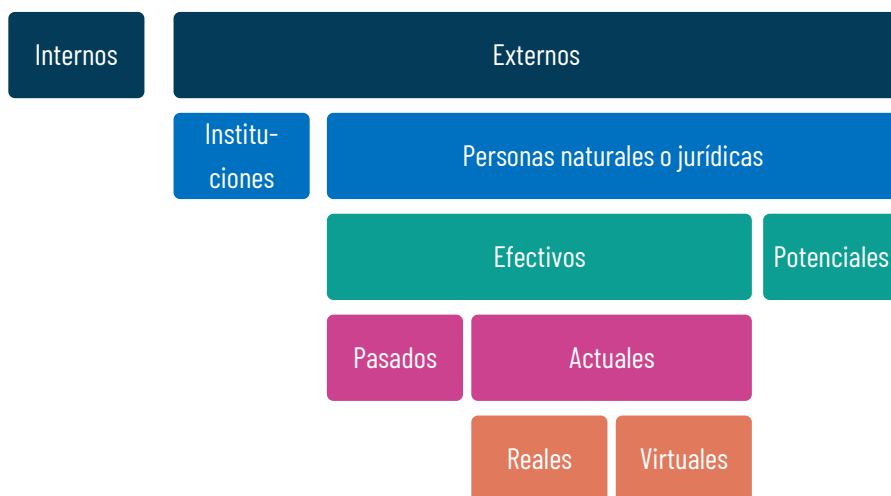 Internos
Externos
Institu-
ciones
Personas naturales o jurídicas
Efectivos
Potenciales
Pasados
Actuales
Reales
Virtuales